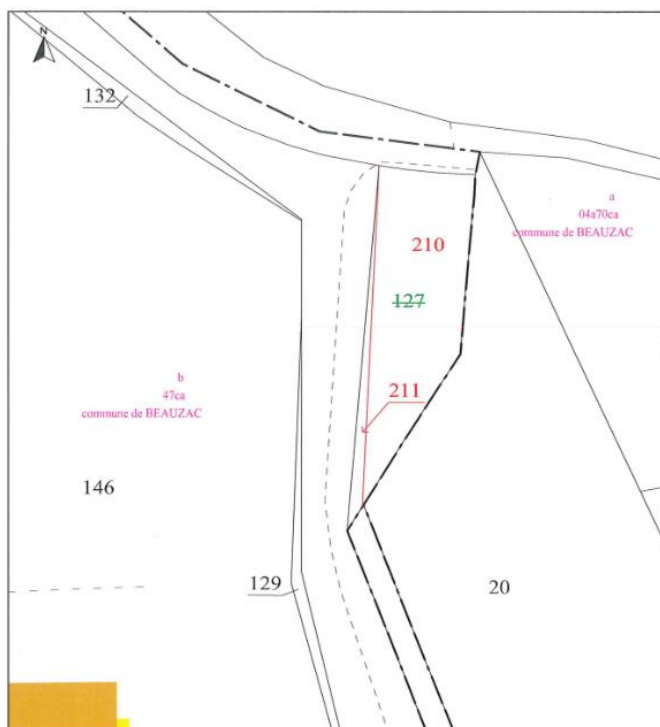 N
132
a
04a70ca
commune de BEAUZAC
210
127
b
47ca
commune de BEAUZAC
211
146
129
20